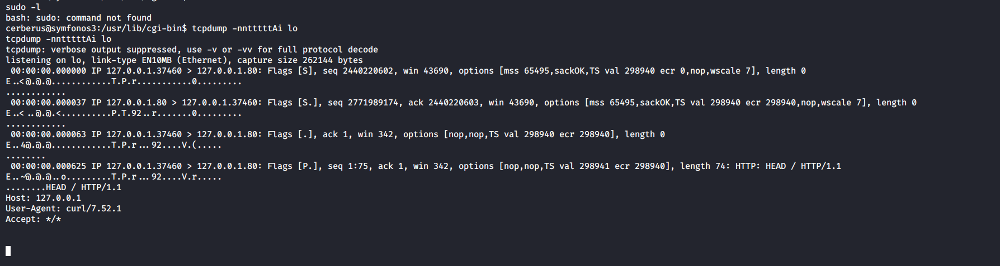 sudo -l
bash: sudo: command not found
cerberus@symfonos3:/usr/lib/cgi-bin$ tcpdump -nntttttAi lo
tcpdump -nntttttAi lo
tcpdump: verbose output suppressed, use -v or -vv for full protocol decode
listening on lo, link-type EN10MB (Ethernet), capture size 262144 bytes
 00:00:00.000000 IP 127.0.0.1.37460 > 127.0.0.1.80: Flags [S], seq 2440220602, win 43690, options [mss 65495,sackOK,TS val 298940 ecr 0,nop,wscale 7], length 0
E..<@.@.@............T.P.r...........0.........
............
 00:00:00.000037 IP 127.0.0.1.80 > 127.0.0.1.37460: Flags [S.], seq 2771989174, ack 2440220603, win 43690, options [mss 65495,sackOK,TS val 298940 ecr 298940,nop,wscale 7], length 0
E..<..@.@.<..........P.T.92..r.......0.........
............
 00:00:00.000063 IP 127.0.0.1.37460 > 127.0.0.1.80: Flags [.], ack 1, win 342, options [nop,nop,TS val 298940 ecr 298940], length 0
E..4@.@.@............T.P.r...92....V.(.....
........
 00:00:00.000625 IP 127.0.0.1.37460 > 127.0.0.1.80: Flags [P.], seq 1:75, ack 1, win 342, options [nop,nop,TS val 298941 ecr 298940], length 74: HTTP: HEAD / HTTP/1.1
E..~@.@.@..o.........T.P.r...92....V.r.....
........HEAD / HTTP/1.1
Host: 127.0.0.1
User-Agent: curl/7.52.1
Accept: */*